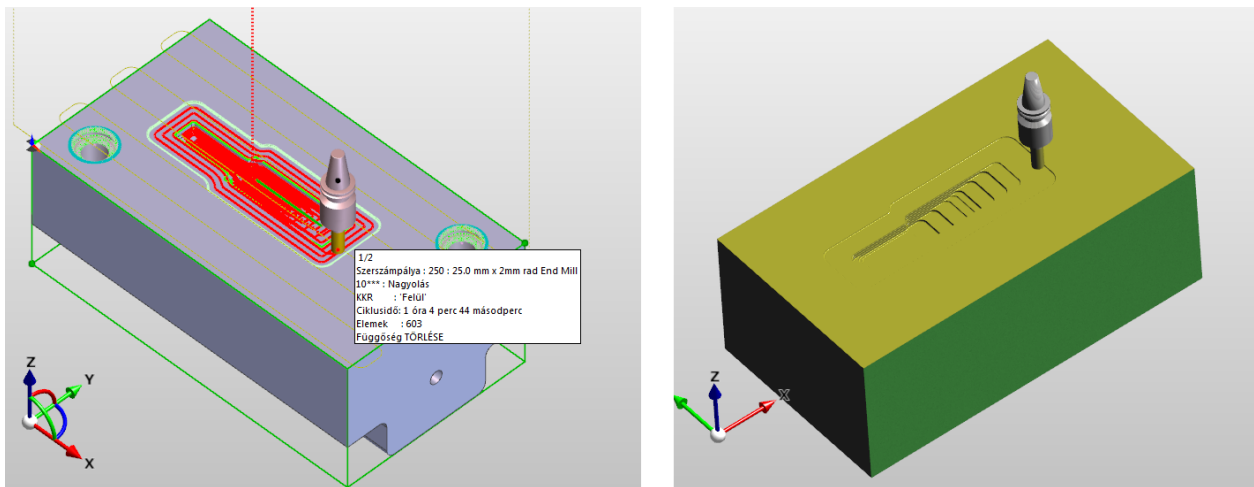 1/2
Szerszámpálya : 250 : 25.0 mm x 2mm rad End Mill
10*** : Nagyolás
KKR : 'Felül'
Ciklusidő: 1 óra 4 perc 44 másodperc
Elemek : 603
Függőség TÖRLÉSE
Z
Y
X
Z
X